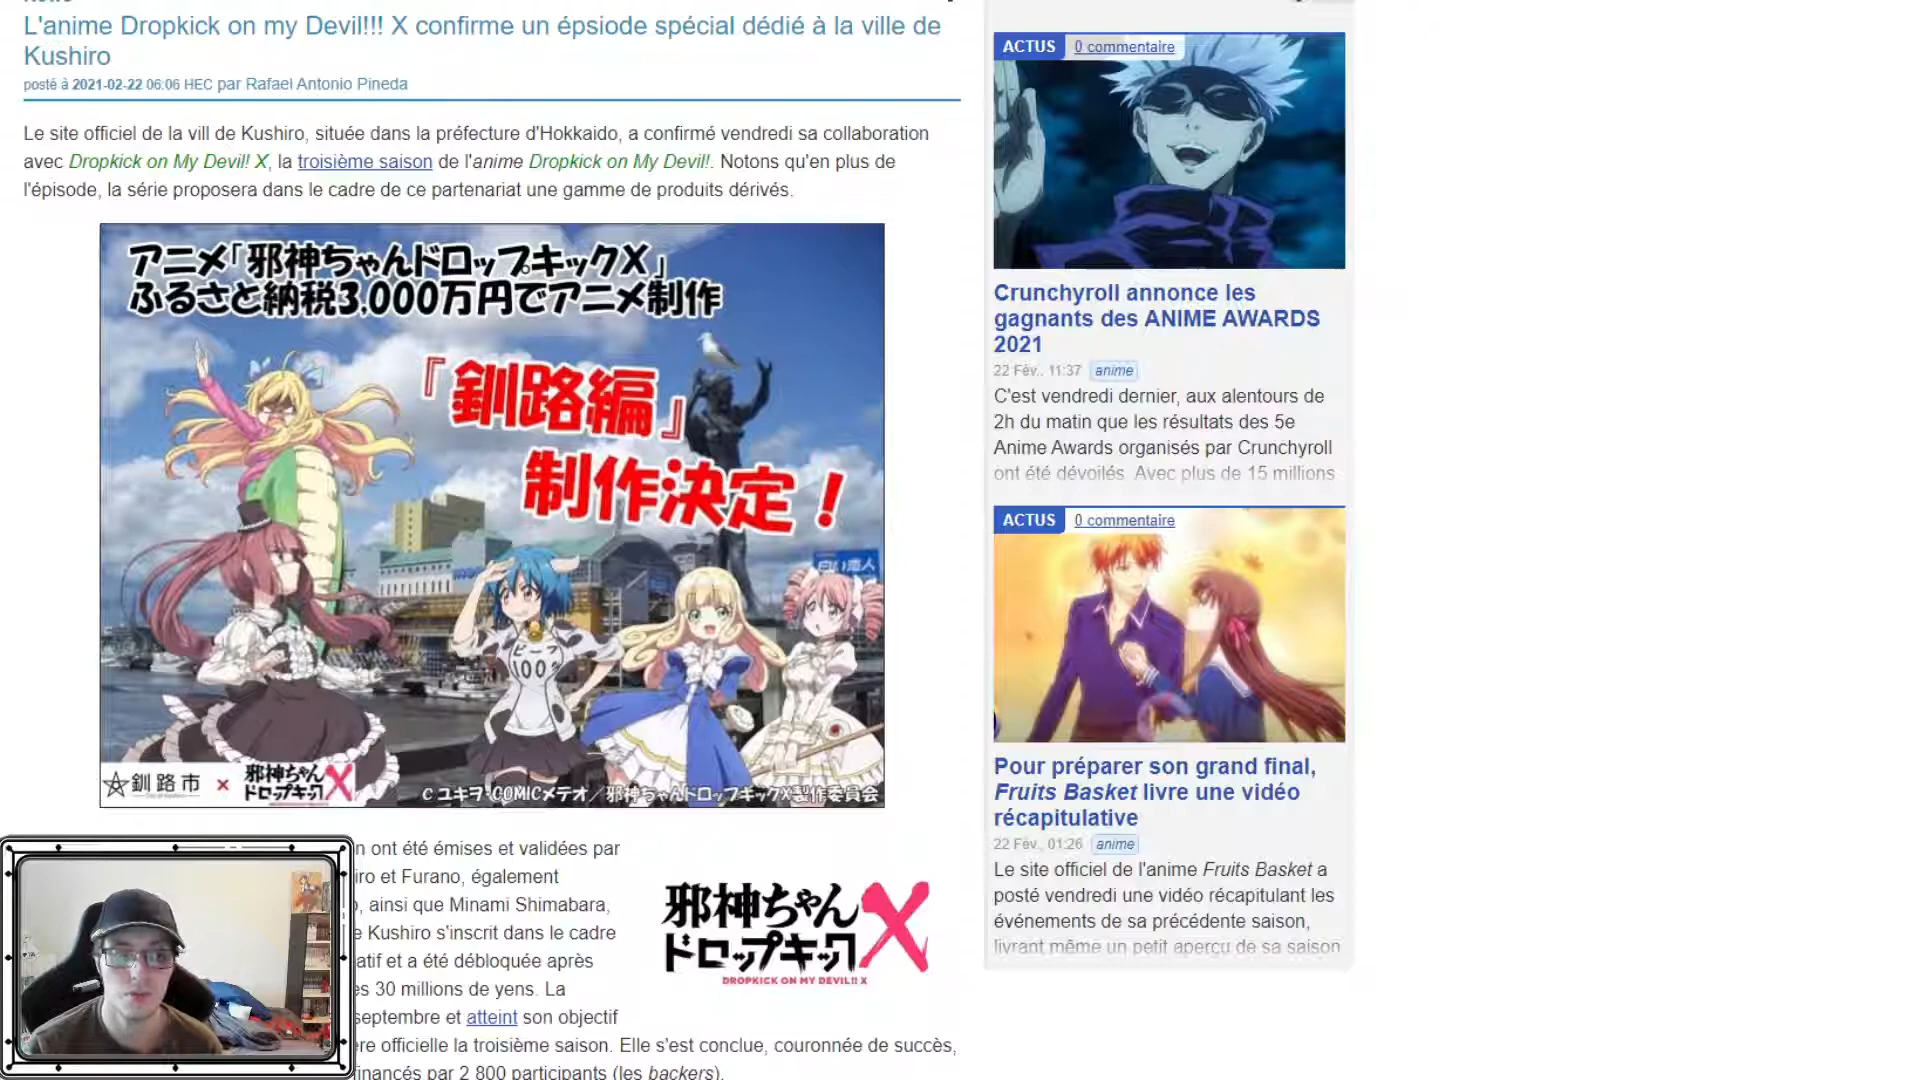 L'anime Dropkick on my Devil!!! X confirme un épsiode spécial dédié à la ville de
Kushiro
posté à 2021-02-22 06:06 HEC par Rafael Antonio Pineda
Le site officiel de la vill de Kushiro, située dans la préfecture d'Hokkaido, a confirmé vendredi sa collaboration
avec Dropkick on My Devil! X, la troisième saison de l'anime Dropkick on My Devil!. Notons qu'en plus de
l'épisode, la série proposera dans le cadre de ce partenariat une gamme de produits dérivés.
アニメ「邪神ちゃんドロップキックX」
ふるさと納税3,000万円でアニメ制作
『釧路編』
制作決定！
ビーフ
100%
釧路市 × 邪神ちゃんドロップキックX
©ユキヲ・COMICメテオ／邪神ちゃんドロップキックX製作委員会
n ont été émises et validées par
iro et Furano, également
, ainsi que Minami Shimabara,
e Kushiro s'inscrit dans le cadre
atif et a été débloquée après
es 30 millions de yens. La
septembre et atteint son objectif
re officielle la troisième saison. Elle s'est conclue, couronnée de succès,
financés par 2 800 participants (les backers).
邪神ちゃん
ドロップキックX
DROPKICK ON MY DEVIL!! X
ACTUS 0 commentaire
Crunchyroll annonce les
gagnants des ANIME AWARDS
2021
22 Fév., 11:37 anime
C'est vendredi dernier, aux alentours de
2h du matin que les résultats des 5e
Anime Awards organisés par Crunchyroll
ont été dévoilés. Avec plus de 15 millions
ACTUS 0 commentaire
Pour préparer son grand final,
Fruits Basket livre une vidéo
récapitulative
22 Fév., 01:26 anime
Le site officiel de l'anime Fruits Basket a
posté vendredi une vidéo récapitulant les
événements de sa précédente saison,
livrant même un petit aperçu de sa saison